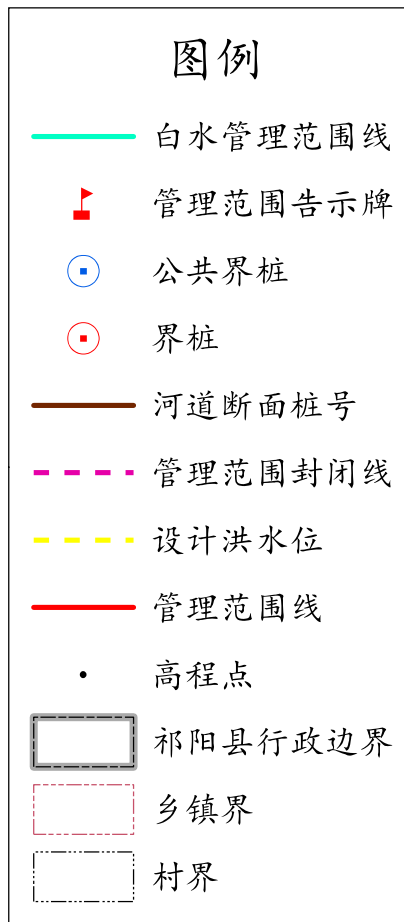 图例
白水管理范围线
管理范围告示牌
公共界桩
界桩
河道断面桩号
管理范围封闭线
设计洪水位
管理范围线
高程点
祁阳县行政边界
乡镇界
村界